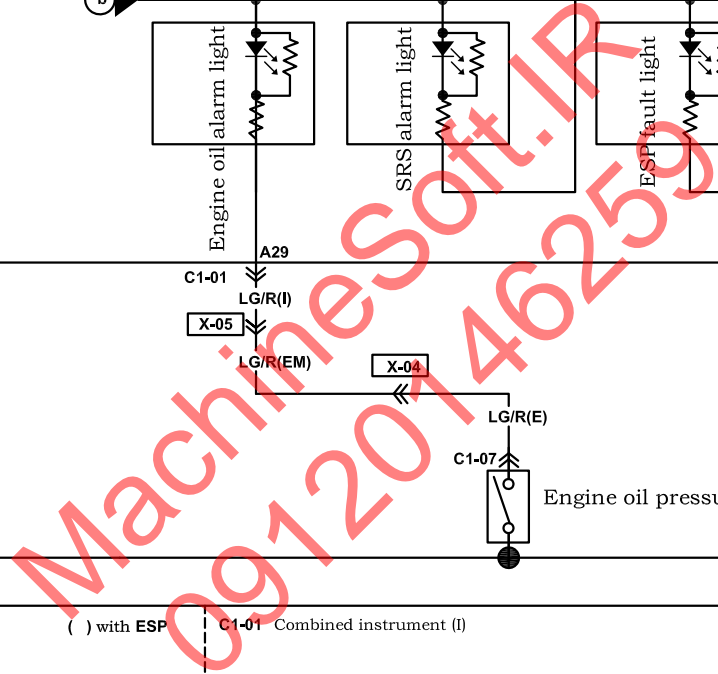 b
Engine oil alarm light
SRS alarm light
ESP fault light
A29
C1-01
LG/R(I)
X-05
LG/R(EM)
X-04
LG/R(E)
C1-07
Engine oil pressu
( ) with ESP
C1-01 Combined instrument (I)
MachineSoft.IR
09120146259